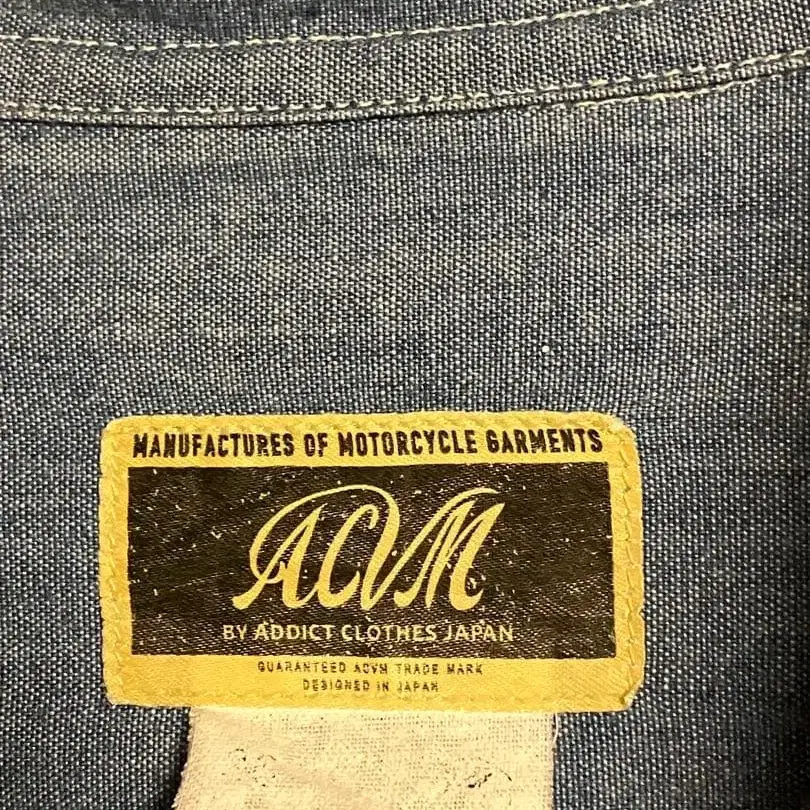 MANUFACTURES OF MOTORCYCLE GARMENTS
ACVM
BY ADDICT CLOTHES JAPAN
GUARANTEED ACVM TRADE MARK
DESIGNED IN JAPAN